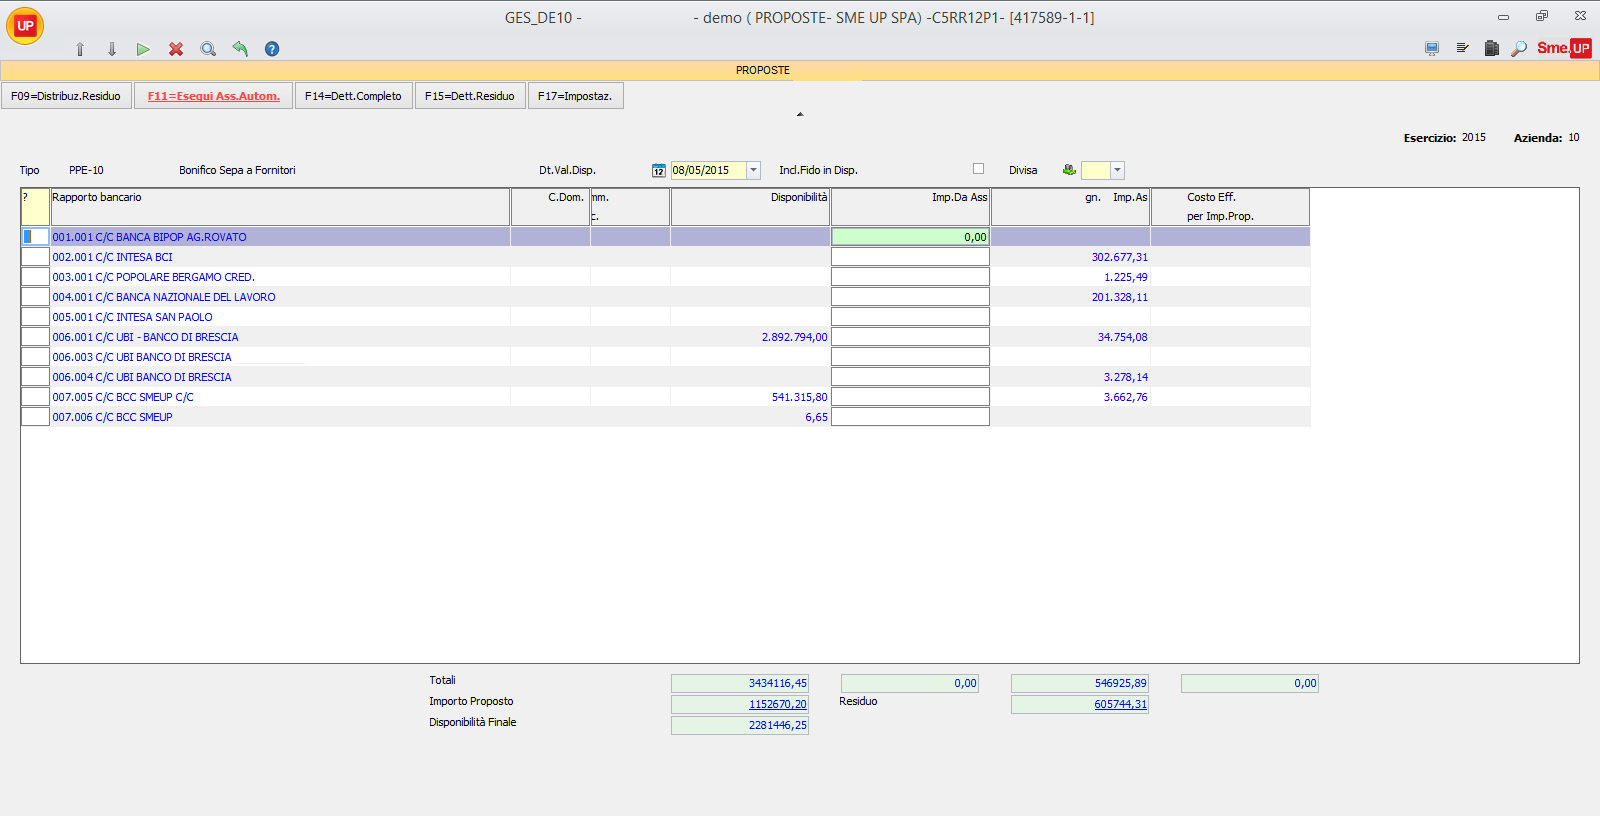 GES_DE10 - - demo ( PROPOSTE- SME UP SPA) -C5RR12P1- [417589-1-1]
UP
Sme.UP
PROPOSTE
F09=Distribuz.Residuo F11=Esegui Ass.Autom. F14=Dett.Completo F15=Dett.Residuo F17=Impostaz.
Esercizio: 2015 Azienda: 10
Tipo PPE-10 Bonifico Sepa a Fornitori Dt.Val.Disp. 12 08/05/2015 Incl.Fido in Disp. Divisa
? Rapporto bancario C.Dom. mm. Disponibilità Imp.Da Ass gn. Imp.As Costo Eff.
c. per Imp.Prop.
001.001 C/C BANCA BIPOP AG.ROVATO 0,00
002.001 C/C INTESA BCI 302.677,31
003.001 C/C POPOLARE BERGAMO CRED. 1.225,49
004.001 C/C BANCA NAZIONALE DEL LAVORO 201.328,11
005.001 C/C INTESA SAN PAOLO
006.001 C/C UBI - BANCO DI BRESCIA 2.892.794,00 34.754,08
006.003 C/C UBI BANCO DI BRESCIA
006.004 C/C UBI BANCO DI BRESCIA 3.278,14
007.005 C/C BCC SMEUP C/C 541.315,80 3.662,76
007.006 C/C BCC SMEUP 6,65
Totali 3434116,45 0,00 546925,89 0,00
Importo Proposto 1152670,20 Residuo 605744,31
Disponibilità Finale 2281446,25